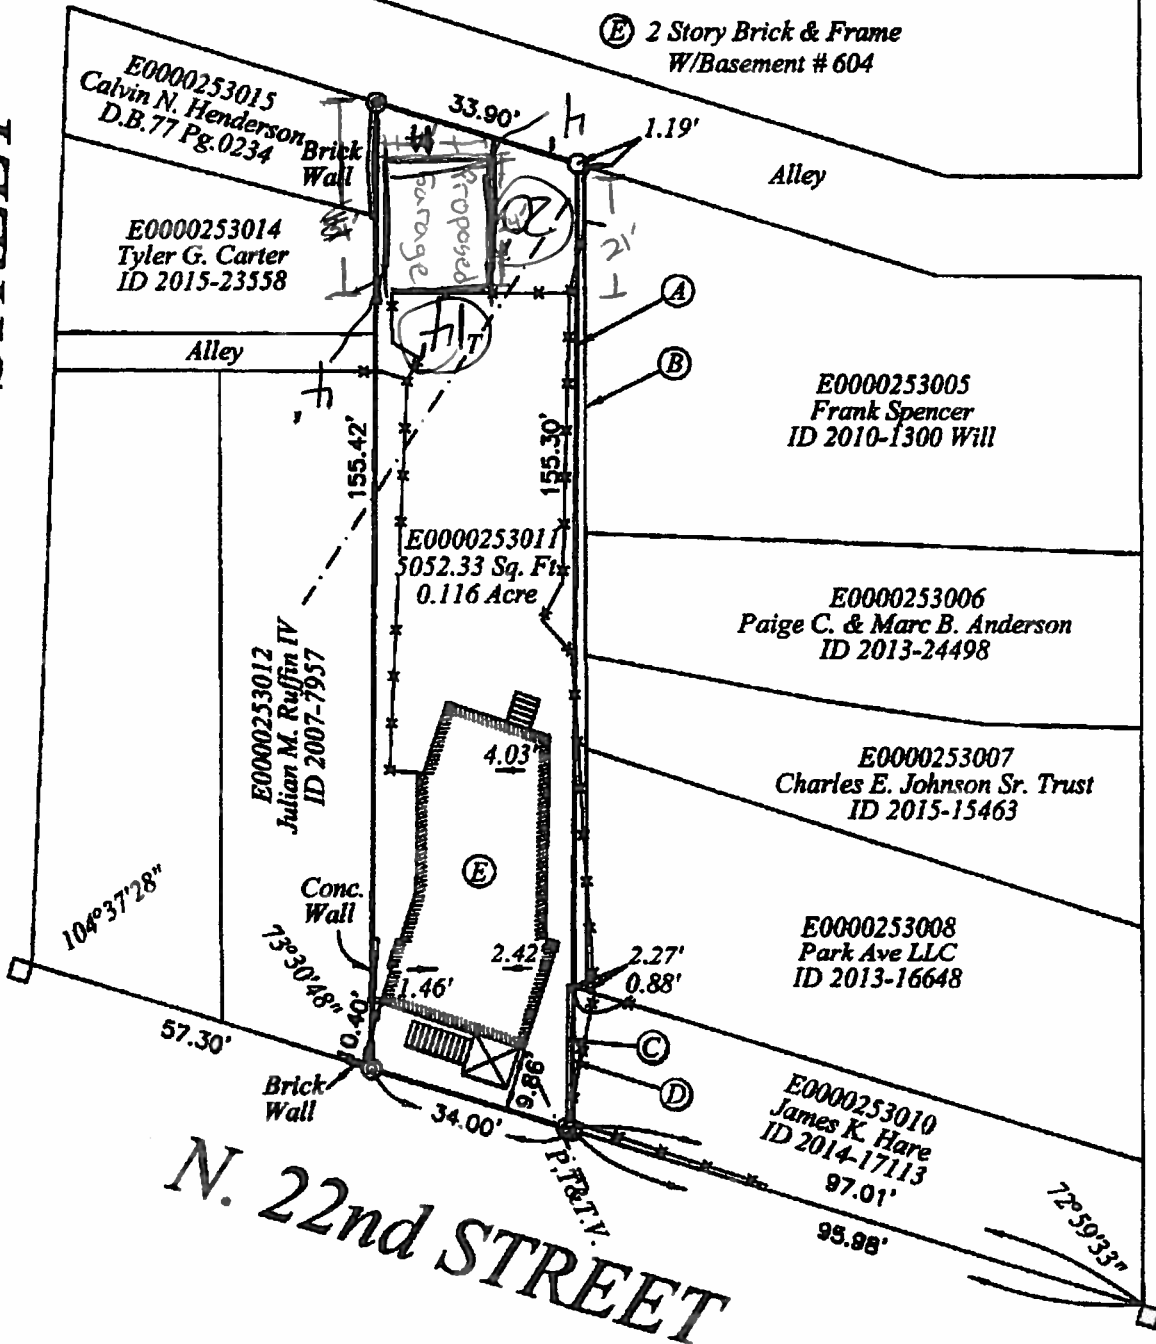 Ⓔ 2 Story Brick & Frame
W/Basement # 604
E0000253015
Calvin N. Henderson
D.B.77 Pg.0234
Brick
Wall
33.90'
1.19'
Alley
Proposed
Garage
21'
E0000253014
Tyler G. Carter
ID 2015-23558
Alley
T
Ⓐ
Ⓑ
E0000253005
Frank Spencer
ID 2010-1300 Will
155.42'
155.30'
E0000253011
5052.33 Sq. Ft.
0.116 Acre
E0000253006
Paige C. & Marc B. Anderson
ID 2013-24498
E0000253012
Julian M. Ruffin IV
ID 2007-7957
E0000253007
Charles E. Johnson Sr. Trust
ID 2015-15463
4.03'
Ⓔ
104°37'28"
Conc.
Wall
73°30'48"
E0000253008
Park Ave LLC
ID 2013-16648
2.42'
1.46'
2.27'
0.88'
57.30'
10.40'
Ⓒ
Ⓓ
Brick
Wall
9.86'
34.00'
E0000253010
James K. Hare
ID 2014-17113
97.01'
95.98'
72°59'33"
P,T&T.V.
N. 22nd STREET